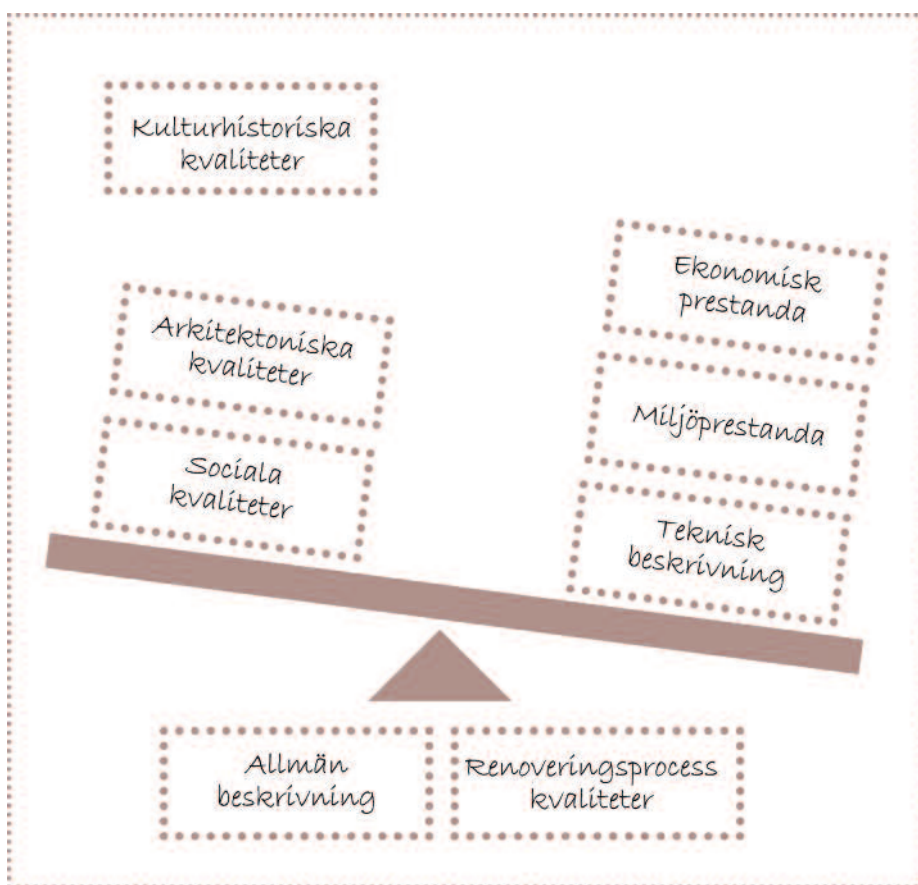 Kulturhistoriska
kvaliteter
Arkitektoniska
kvaliteter
Sociala
kvaliteter
Ekonomisk
prestanda
Miljöprestanda
Teknisk
beskrivning
Allmän
beskrivning
Renoveringsprocess
kvaliteter